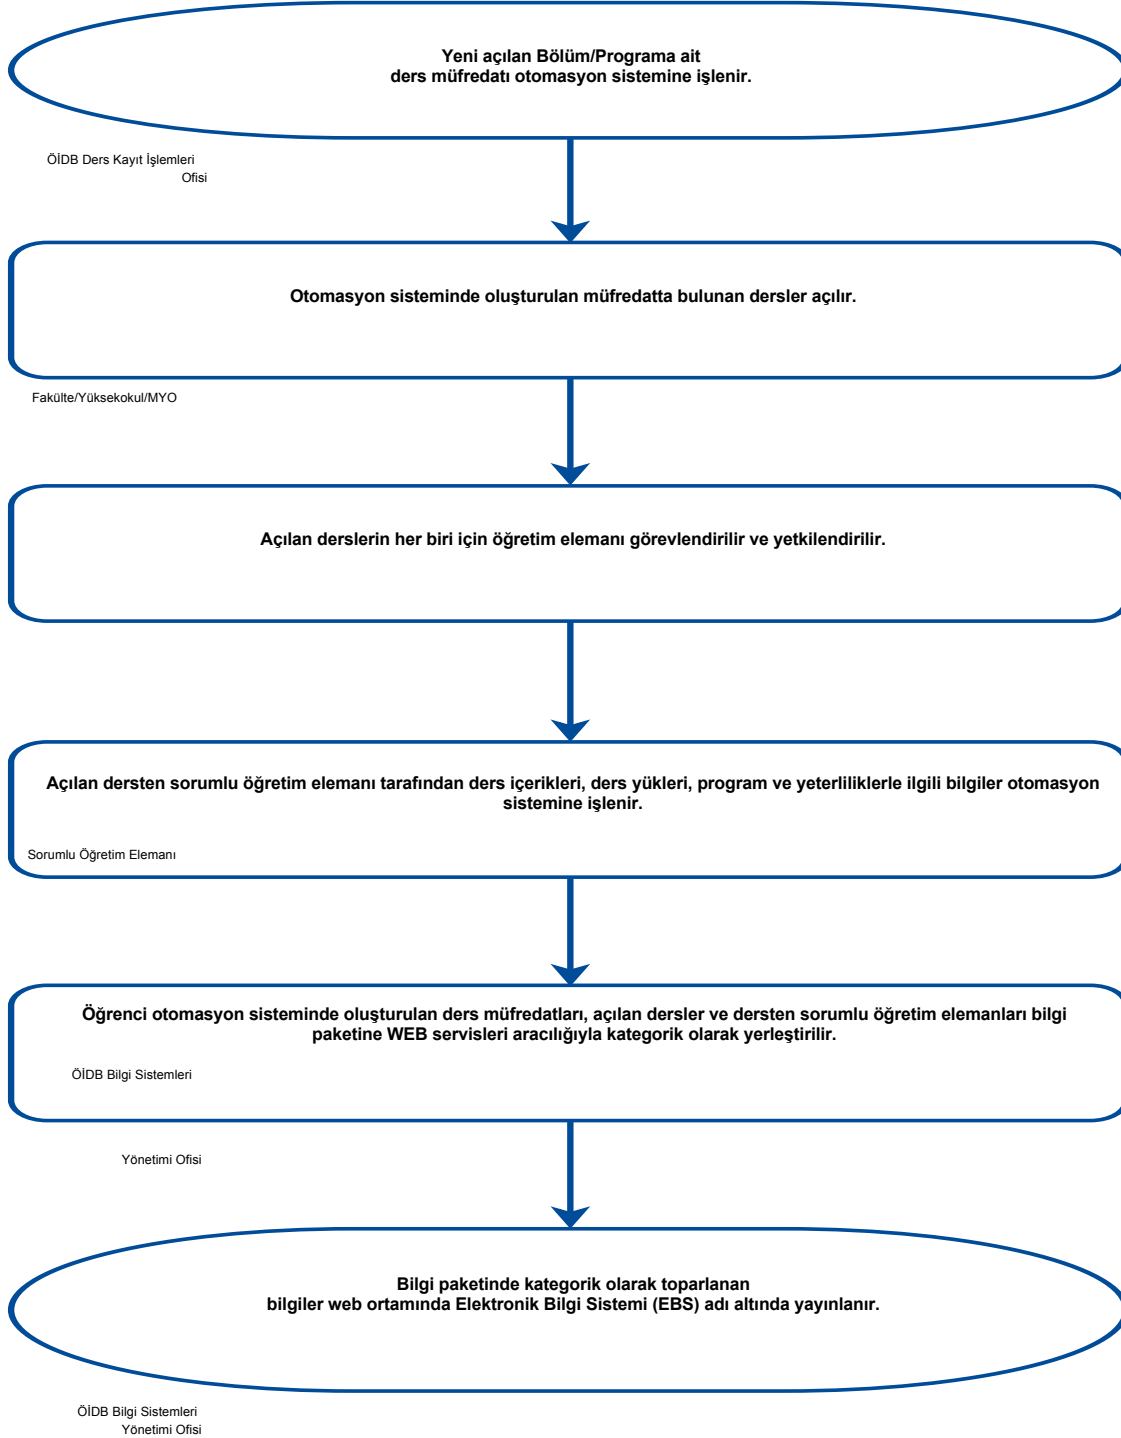 Yeni açılan Bölüm/Programa ait
ders müfredatı otomasyon sistemine işlenir.
ÖİDB Ders Kayıt İşlemleri
Ofisi
Otomasyon sisteminde oluşturulan müfredatta bulunan dersler açılır.
Fakülte/Yüksekokul/MYO
Açılan derslerin her biri için öğretim elemanı görevlendirilir ve yetkilendirilir.
Açılan dersten sorumlu öğretim elemanı tarafından ders içerikleri, ders yükleri, program ve yeterliliklerle ilgili bilgiler otomasyon
sistemine işlenir.
Sorumlu Öğretim Elemanı
Öğrenci otomasyon sisteminde oluşturulan ders müfredatları, açılan dersler ve dersten sorumlu öğretim elemanları bilgi
paketine WEB servisleri aracılığıyla kategorik olarak yerleştirilir.
ÖİDB Bilgi Sistemleri
Yönetimi Ofisi
Bilgi paketinde kategorik olarak toparlanan
bilgiler web ortamında Elektronik Bilgi Sistemi (EBS) adı altında yayınlanır.
ÖİDB Bilgi Sistemleri
Yönetimi Ofisi